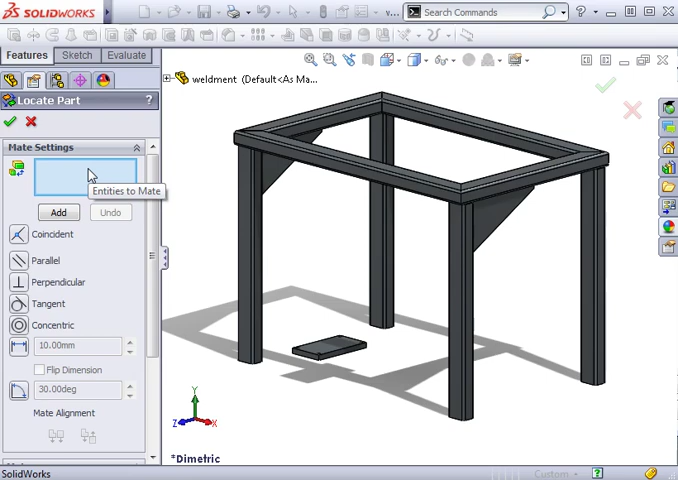 SOLIDWORKS
v...
Search Commands
Features
Sketch
Evaluate
weldment (Default<As Ma...
Locate Part
?
Mate Settings
Entities to Mate
Add
Undo
Coincident
Parallel
Perpendicular
Tangent
Concentric
10.00mm
Flip Dimension
30.00deg
Mate Alignment
Y
Z
X
*Dimetric
SolidWorks
Custom
?